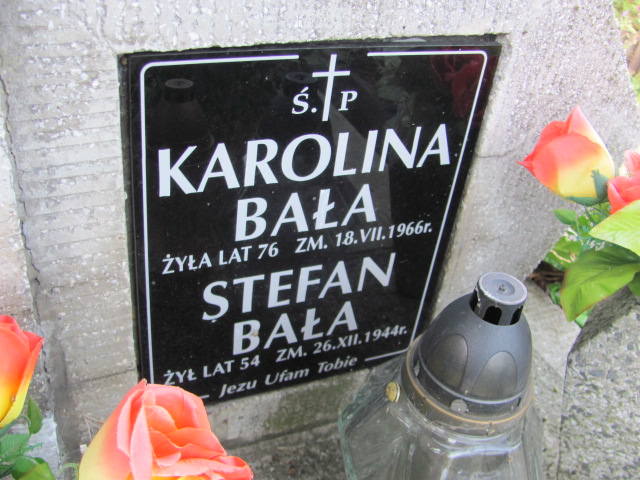 Ś. P
KAROLINA
BAŁA
ŻYŁA LAT 76 ZM. 18.VII.1966r.
STEFAN
BAŁA
ŻYŁ LAT 54 ZM. 26.XII.1944r.
Jezu Ufam Tobie